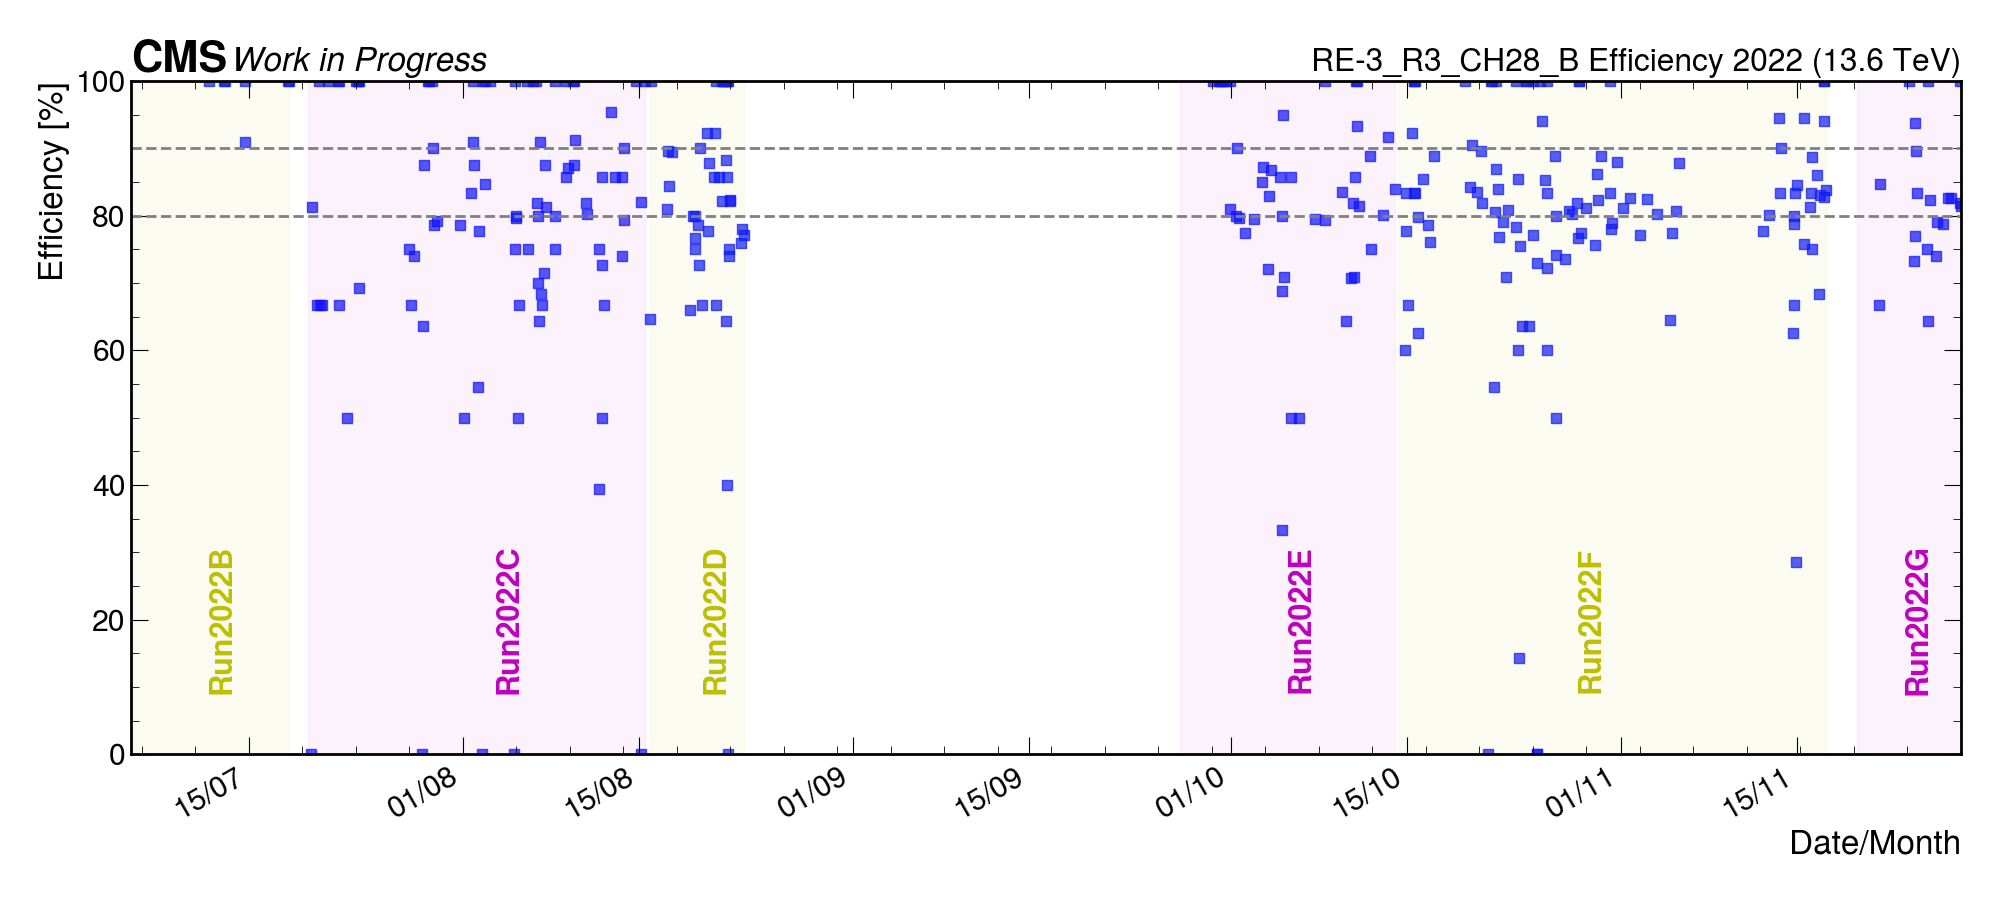 CMS Work in Progress
RE-3_R3_CH28_B Efficiency 2022 (13.6 TeV)
Efficiency [%]
100
80
60
40
20
0
Run2022B
Run2022C
Run2022D
Run2022E
Run2022F
Run2022G
15/07
01/08
15/08
01/09
15/09
01/10
15/10
01/11
15/11
Date/Month